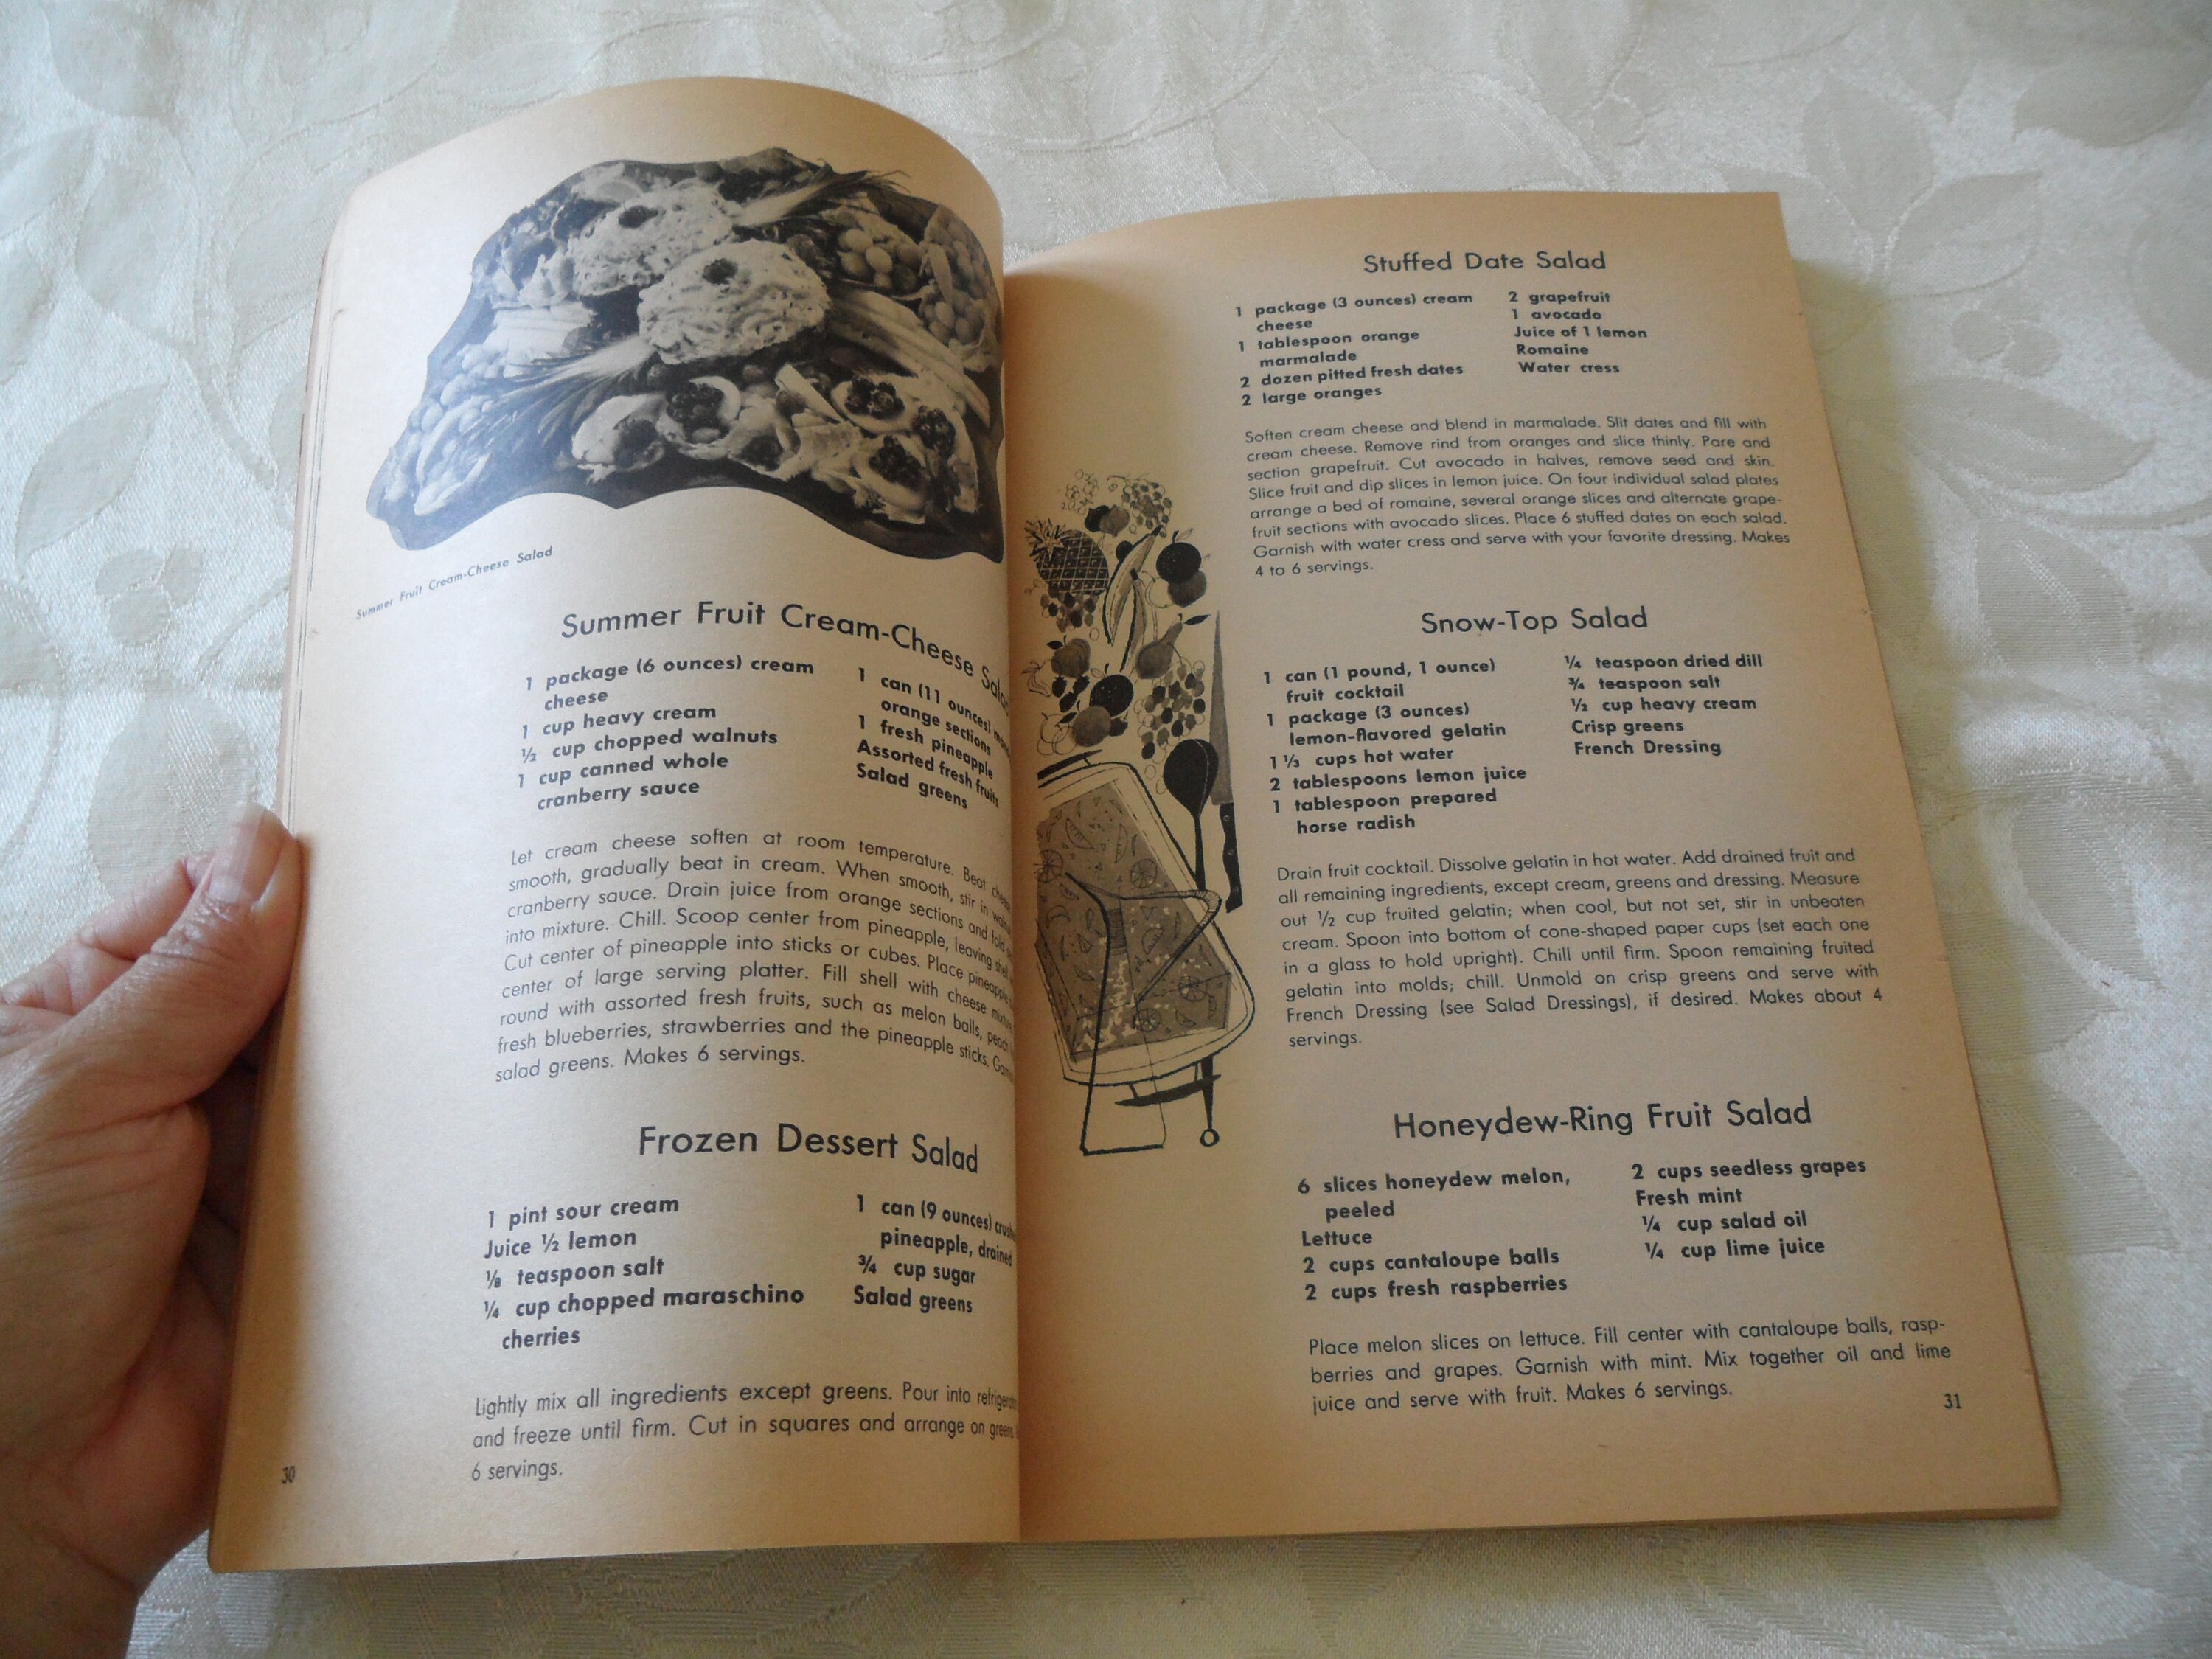 Summer Fruit Cream-Cheese Salad
Summer Fruit Cream-Cheese Salad
1 package (6 ounces) cream
cheese
1 cup heavy cream
½ cup chopped walnuts
1 cup canned whole
cranberry sauce
1 can (11 ounces)
orange sections
1 fresh pineapple
Assorted fresh fruits
Salad greens
Let cream cheese soften at room temperature. Beat
smooth, gradually beat in cream. When smooth, stir in
cranberry sauce. Drain juice from orange sections and fold
into mixture. Chill. Scoop center from pineapple, leaving
Cut center of pineapple into sticks or cubes. Place pineapple
center of large serving platter. Fill shell with cheese
round with assorted fresh fruits, such as melon balls,
fresh blueberries, strawberries and the pineapple sticks.
salad greens. Makes 6 servings.
Frozen Dessert Salad
1 pint sour cream
Juice ½ lemon
⅛ teaspoon salt
¼ cup chopped maraschino
cherries
1 can (9 ounces)
pineapple, drained
¾ cup sugar
Salad greens
Lightly mix all ingredients except greens. Pour into
and freeze until firm. Cut in squares and arrange on greens
6 servings.
30
Stuffed Date Salad
1 package (3 ounces) cream
cheese
1 tablespoon orange
marmalade
2 dozen pitted fresh dates
2 large oranges
2 grapefruit
1 avocado
Juice of 1 lemon
Romaine
Water cress
Soften cream cheese and blend in marmalade. Slit dates and fill with
cream cheese. Remove rind from oranges and slice thinly. Pare and
section grapefruit. Cut avocado in halves, remove seed and skin.
Slice fruit and dip slices in lemon juice. On four individual salad plates
arrange a bed of romaine, several orange slices and alternate grape-
fruit sections with avocado slices. Place 6 stuffed dates on each salad.
Garnish with water cress and serve with your favorite dressing. Makes
4 to 6 servings.
Snow-Top Salad
1 can (1 pound, 1 ounce)
fruit cocktail
1 package (3 ounces)
lemon-flavored gelatin
1⅓ cups hot water
2 tablespoons lemon juice
1 tablespoon prepared
horse radish
¼ teaspoon dried dill
¾ teaspoon salt
½ cup heavy cream
Crisp greens
French Dressing
Drain fruit cocktail. Dissolve gelatin in hot water. Add drained fruit and
all remaining ingredients, except cream, greens and dressing. Measure
out ½ cup fruited gelatin; when cool, but not set, stir in unbeaten
cream. Spoon into bottom of cone-shaped paper cups (set each one
in a glass to hold upright). Chill until firm. Spoon remaining fruited
gelatin into molds; chill. Unmold on crisp greens and serve with
French Dressing (see Salad Dressings), if desired. Makes about 4
servings.
Honeydew-Ring Fruit Salad
6 slices honeydew melon,
peeled
Lettuce
2 cups cantaloupe balls
2 cups fresh raspberries
2 cups seedless grapes
Fresh mint
¼ cup salad oil
¼ cup lime juice
Place melon slices on lettuce. Fill center with cantaloupe balls, rasp-
berries and grapes. Garnish with mint. Mix together oil and lime
juice and serve with fruit. Makes 6 servings.
31